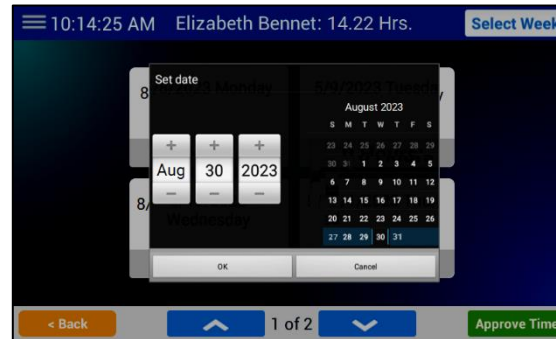 10:14:25 AM Elizabeth Bennet: 14.22 Hrs. Select Week
Set date
August 2023
S M T W T F S
+ + +
23 24 25 26 27 28 29
Aug 30 2023
30 31 1 2 3 4 5
6 7 8 9 10 11 12
- - -
13 14 15 16 17 18 19
20 21 22 23 24 25 26
27 28 29 30 31
OK Cancel
Monday
Tuesday
Wednesday
< Back 1 of 2 Approve Time